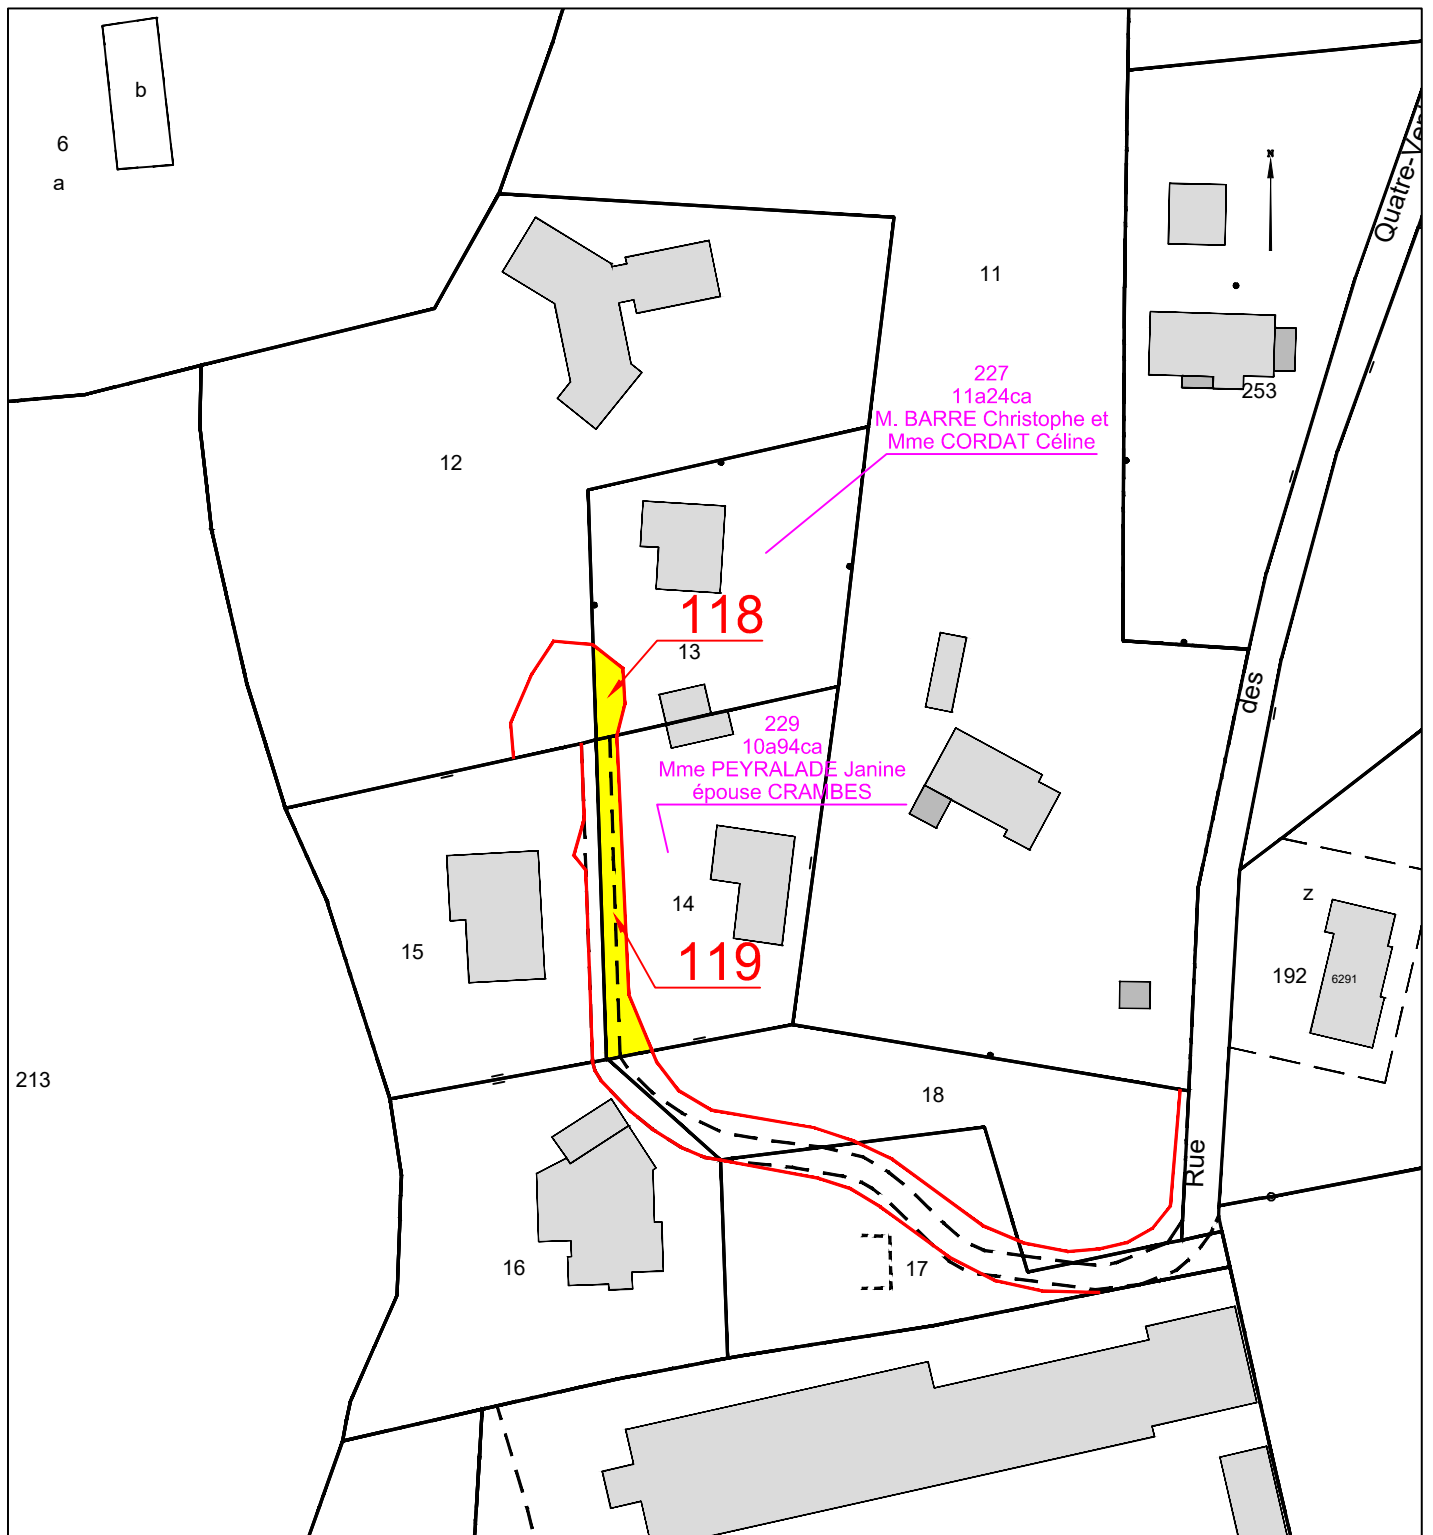 b
6
a
N
Quatre-Ven
11
227
11a24ca
M. BARRE Christophe et
Mme CORDAT Céline
253
12
118
13
des
229
10a94ca
Mme PEYRALADE Janine
épouse CRAMBES
14
z
15
119
192
6291
213
18
Rue
16
17